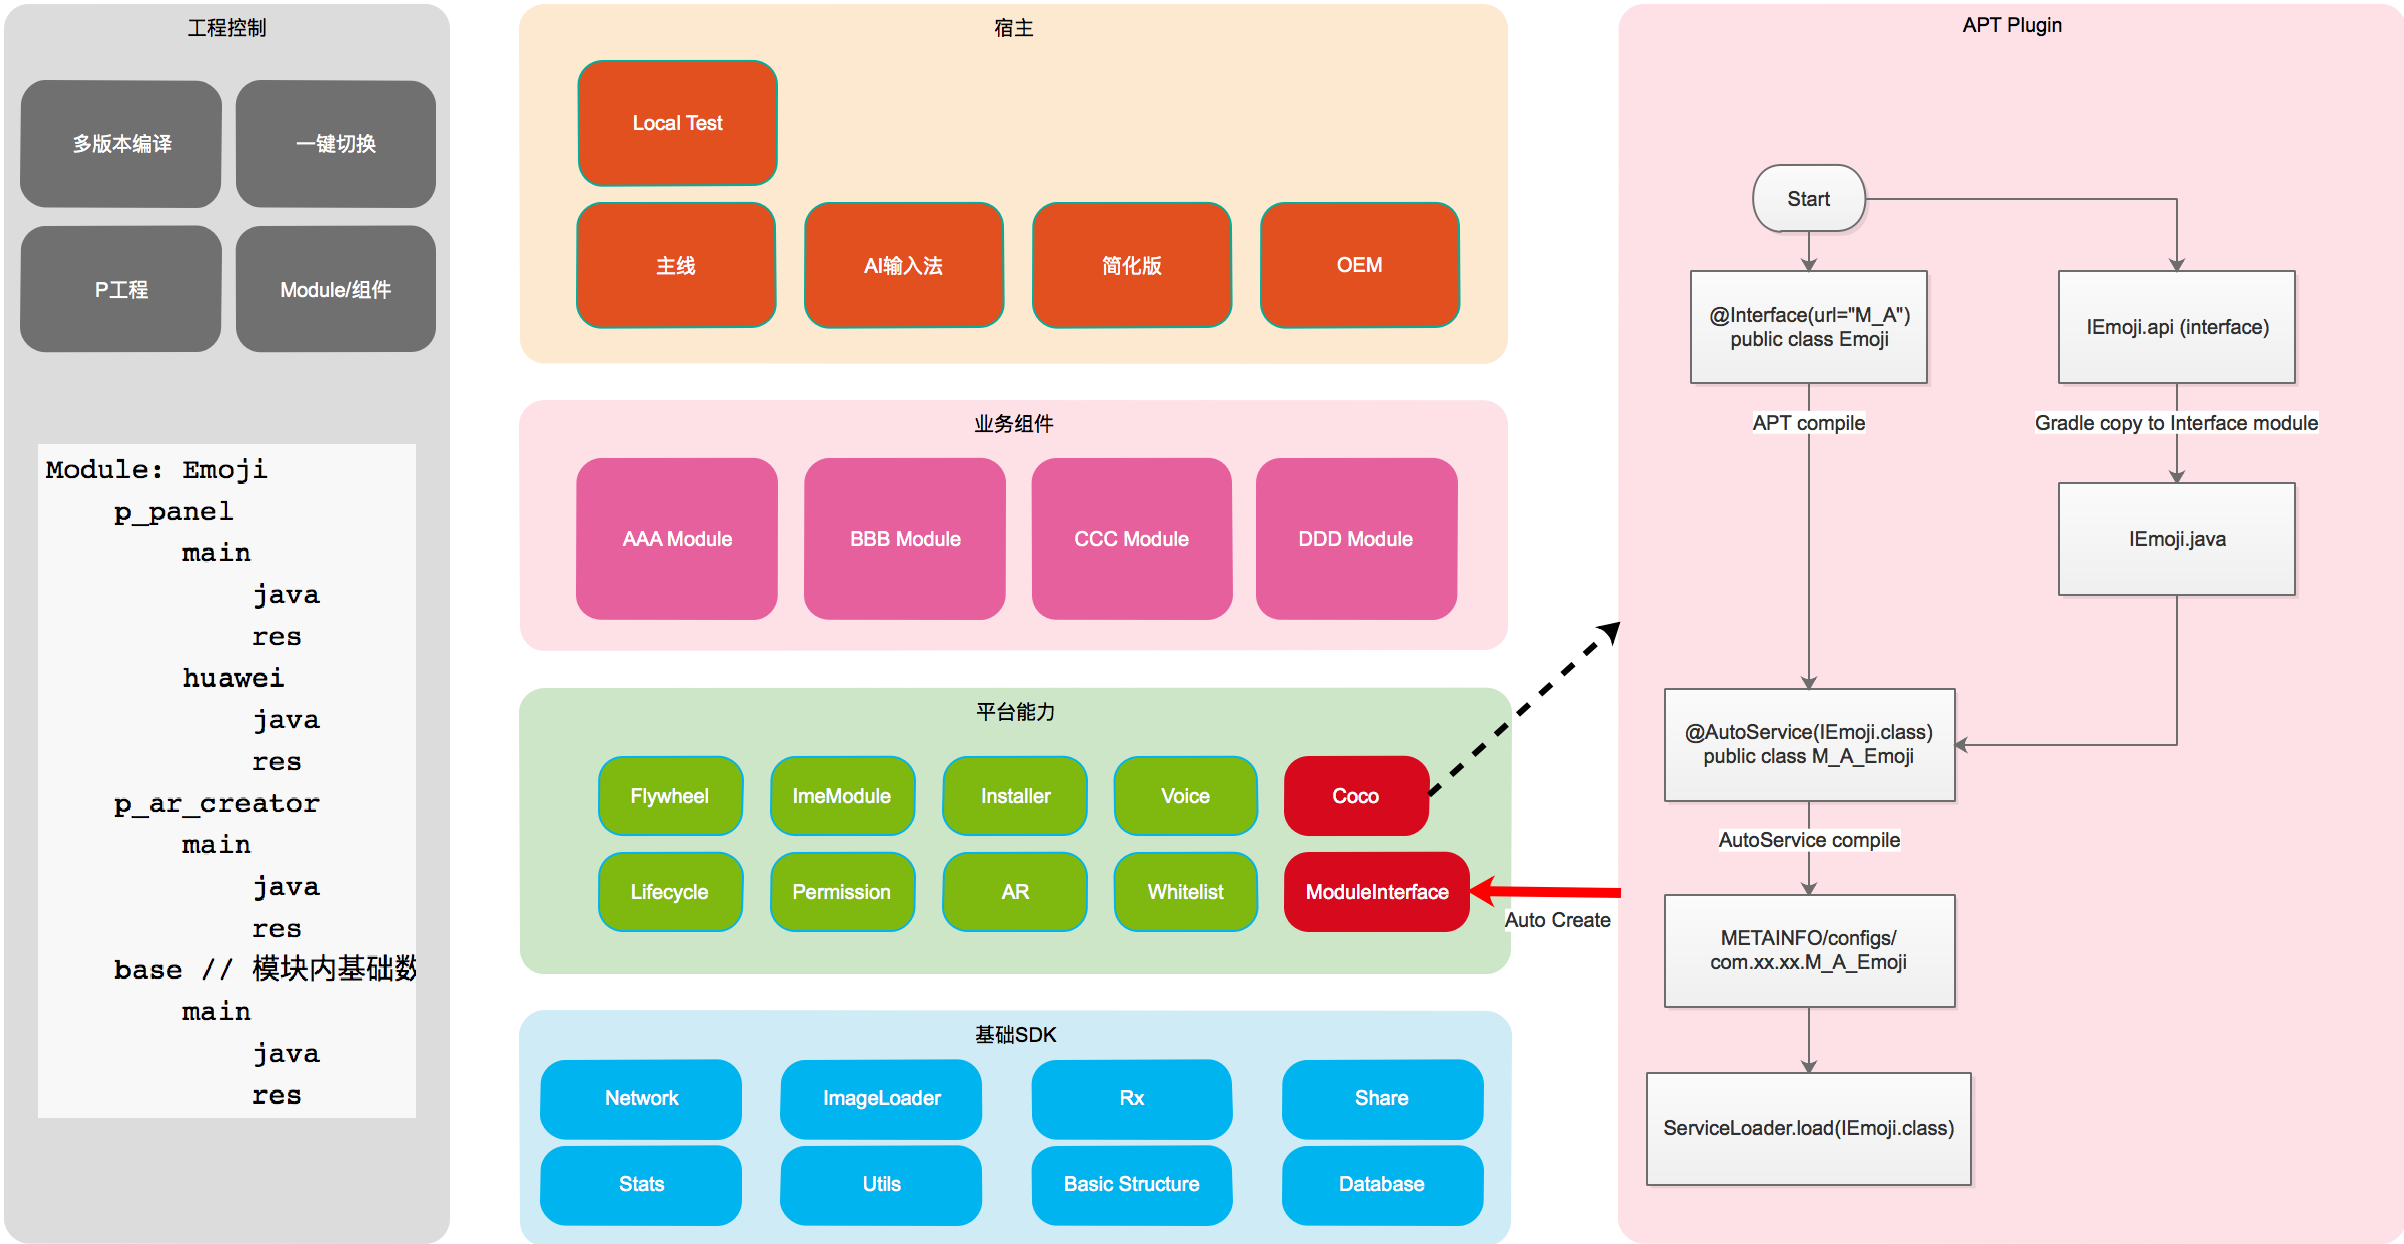 工程控制
多版本编译
一键切换
P工程
Module/组件
Module: Emoji
p_panel
main
java
res
huawei
java
res
p_ar_creator
main
java
res
base // 模块内基础数
main
java
res
宿主
Local Test
主线
AI输入法
简化版
OEM
业务组件
AAA Module
BBB Module
CCC Module
DDD Module
平台能力
Flywheel
ImeModule
Installer
Voice
Coco
Lifecycle
Permission
AR
Whitelist
ModuleInterface
Auto Create
基础SDK
Network
ImageLoader
Rx
Share
Stats
Utils
Basic Structure
Database
APT Plugin
Start
@Interface(url="M_A")
public class Emoji
IEmoji.api (interface)
APT compile
Gradle copy to Interface module
IEmoji.java
@AutoService(IEmoji.class)
public class M_A_Emoji
AutoService compile
METAINFO/configs/
com.xx.xx.M_A_Emoji
ServiceLoader.load(IEmoji.class)